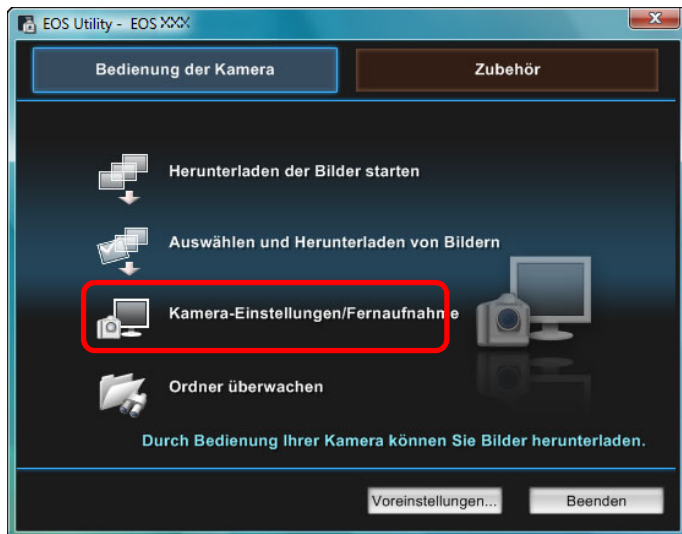 EOS Utility - EOS XXX
Bedienung der Kamera
Zubehör
Herunterladen der Bilder starten
Auswählen und Herunterladen von Bildern
Kamera-Einstellungen/Fernaufnahme
Ordner überwachen
Durch Bedienung Ihrer Kamera können Sie Bilder herunterladen.
Voreinstellungen...
Beenden